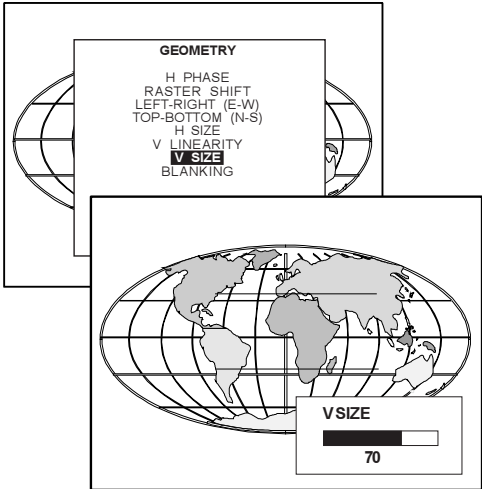 GEOMETRY
H PHASE
RASTER SHIFT
LEFT-RIGHT (E-W)
TOP-BOTTOM (N-S)
H SIZE
V LINEARITY
V SIZE
BLANKING
V SIZE
70